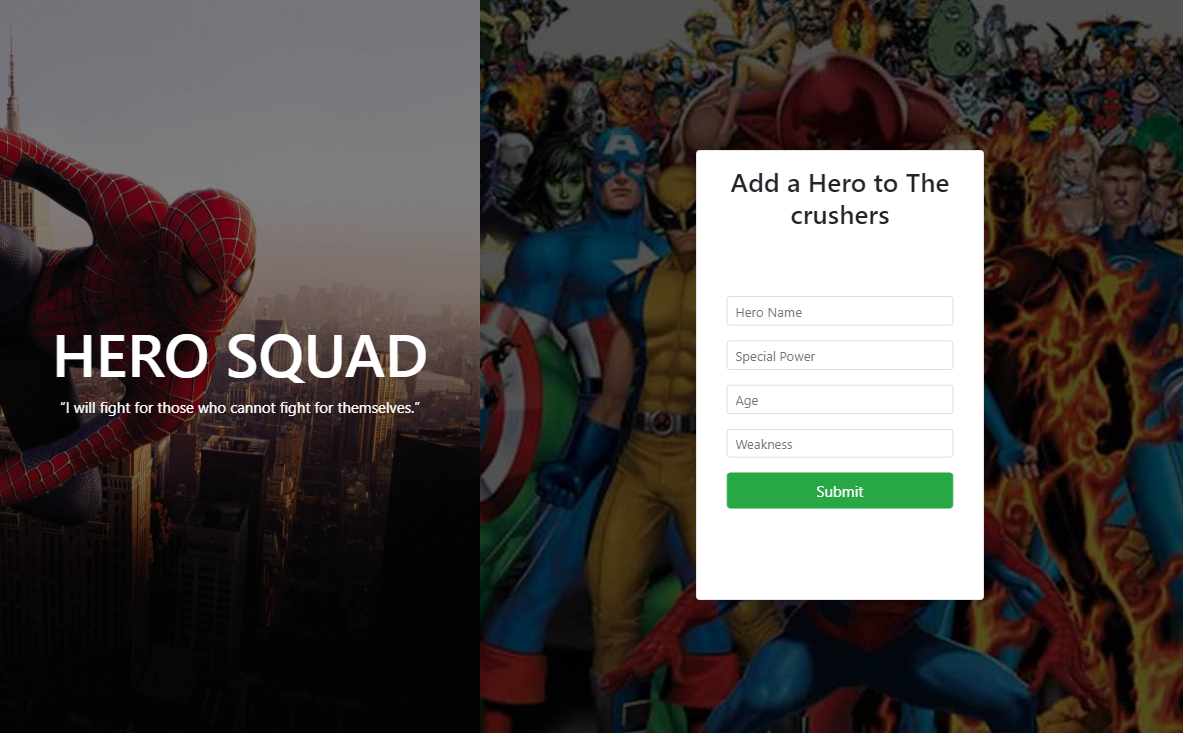 HERO SQUAD
“I will fight for those who cannot fight for themselves.”
Add a Hero to The
crushers
Hero Name
Special Power
Age
Weakness
Submit